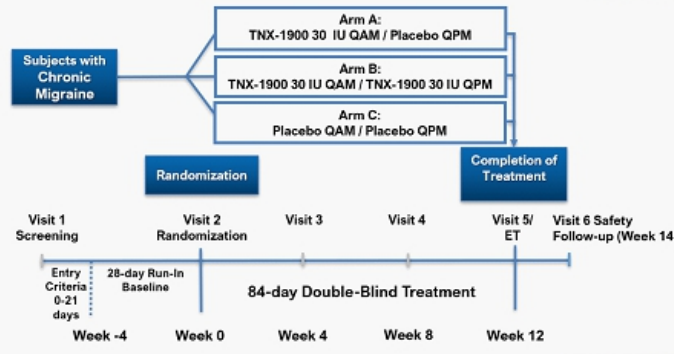 Arm A:
TNX-1900 30 IU QAM / Placebo QPM
Subjects with
Chronic
Migraine
Arm B:
TNX-1900 30 IU QAM / TNX-1900 30 IU QPM
Arm C:
Placebo QAM / Placebo QPM
Randomization
Completion of
Treatment
Visit 1
Screening
Visit 2
Randomization
Visit 3
Visit 4
Visit 5/
ET
Visit 6 Safety
Follow-up (Week 14
Entry
Criteria
0-21
days
28-day Run-In
Baseline
84-day Double-Blind Treatment
Week -4
Week 0
Week 4
Week 8
Week 12